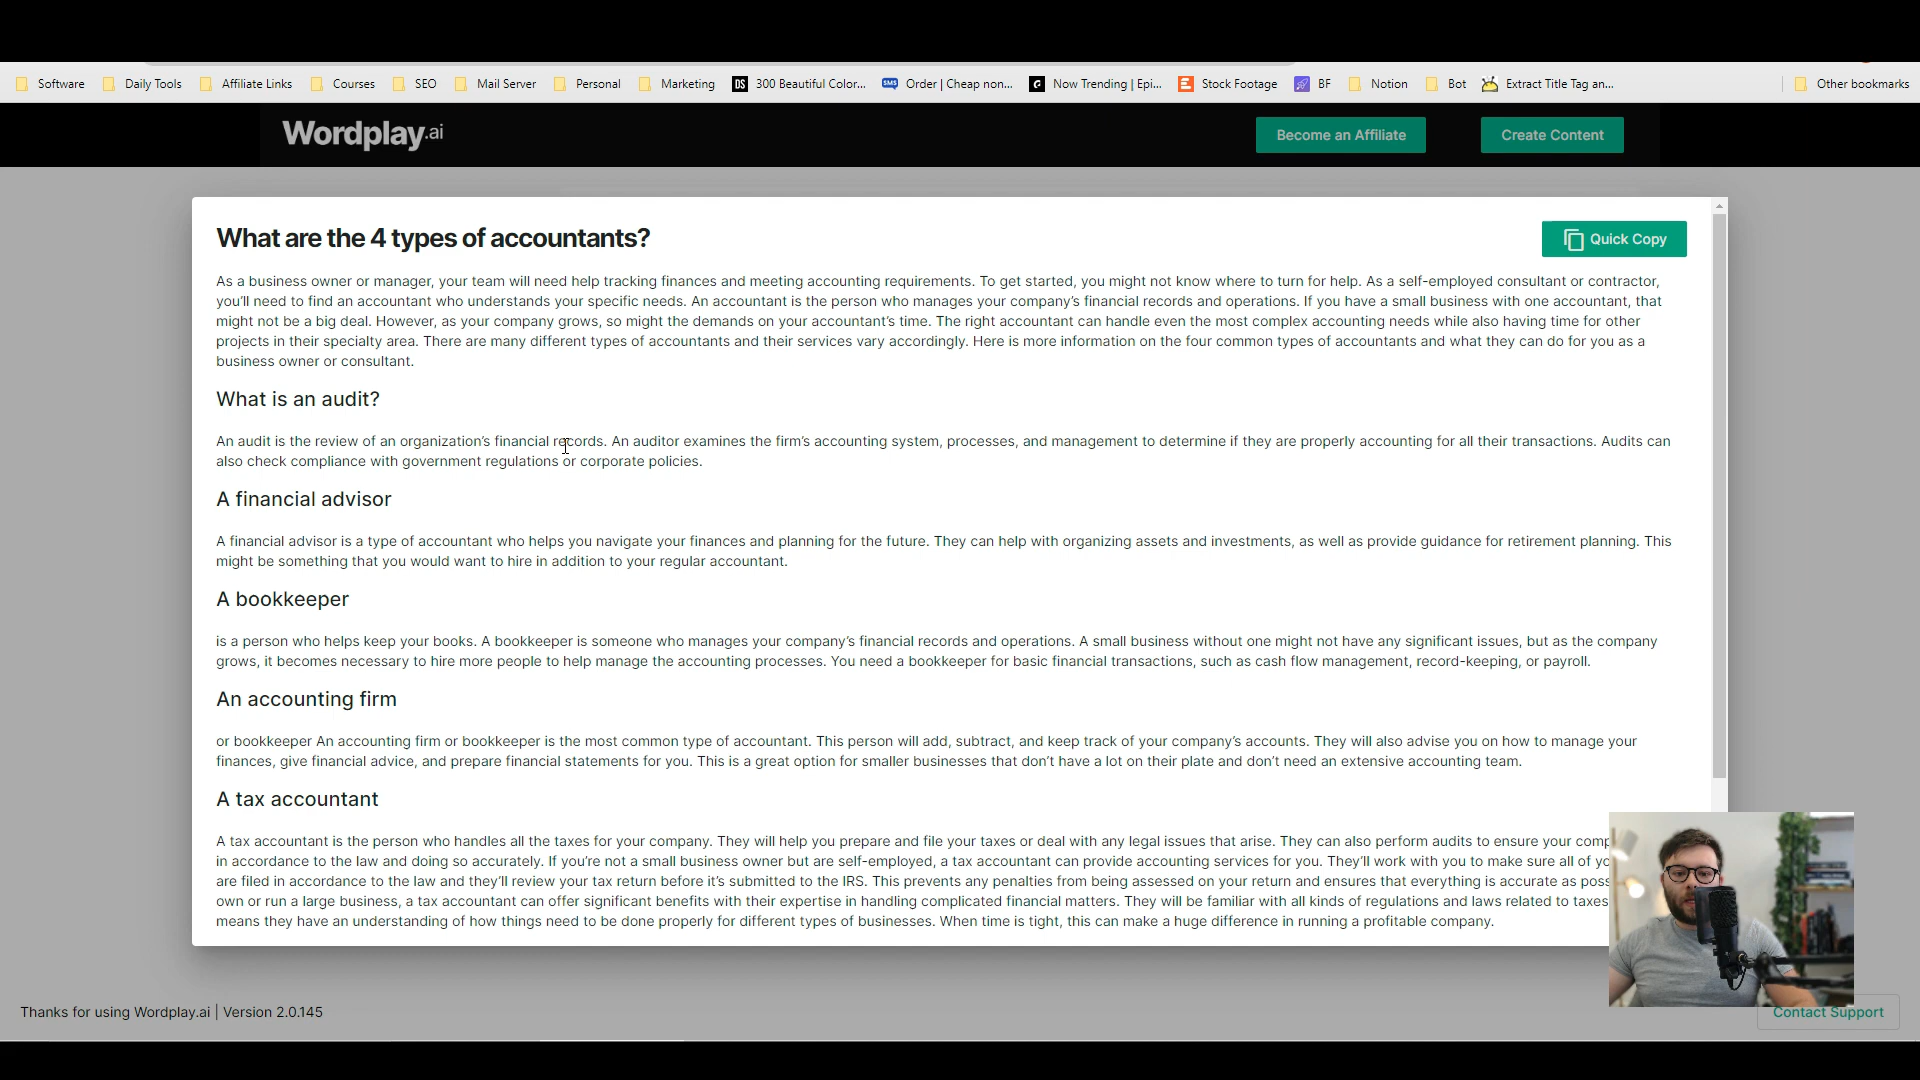 Software Daily Tools Affiliate Links Courses SEO Mail Server Personal Marketing DS 300 Beautiful Color... SMS Order | Cheap non... Now Trending | Epi... Stock Footage BF Notion Bot Extract Title Tag an... Other bookmarks
Wordplay.ai Become an Affiliate Create Content
What are the 4 types of accountants? Quick Copy
As a business owner or manager, your team will need help tracking finances and meeting accounting requirements. To get started, you might not know where to turn for help. As a self-employed consultant or contractor,
you'll need to find an accountant who understands your specific needs. An accountant is the person who manages your company's financial records and operations. If you have a small business with one accountant, that
might not be a big deal. However, as your company grows, so might the demands on your accountant's time. The right accountant can handle even the most complex accounting needs while also having time for other
projects in their specialty area. There are many different types of accountants and their services vary accordingly. Here is more information on the four common types of accountants and what they can do for you as a
business owner or consultant.
What is an audit?
An audit is the review of an organization's financial records. An auditor examines the firm's accounting system, processes, and management to determine if they are properly accounting for all their transactions. Audits can
also check compliance with government regulations or corporate policies.
A financial advisor
A financial advisor is a type of accountant who helps you navigate your finances and planning for the future. They can help with organizing assets and investments, as well as provide guidance for retirement planning. This
might be something that you would want to hire in addition to your regular accountant.
A bookkeeper
is a person who helps keep your books. A bookkeeper is someone who manages your company's financial records and operations. A small business without one might not have any significant issues, but as the company
grows, it becomes necessary to hire more people to help manage the accounting processes. You need a bookkeeper for basic financial transactions, such as cash flow management, record-keeping, or payroll.
An accounting firm
or bookkeeper An accounting firm or bookkeeper is the most common type of accountant. This person will add, subtract, and keep track of your company's accounts. They will also advise you on how to manage your
finances, give financial advice, and prepare financial statements for you. This is a great option for smaller businesses that don't have a lot on their plate and don't need an extensive accounting team.
A tax accountant
A tax accountant is the person who handles all the taxes for your company. They will help you prepare and file your taxes or deal with any legal issues that arise. They can also perform audits to ensure your comp
in accordance to the law and doing so accurately. If you're not a small business owner but are self-employed, a tax accountant can provide accounting services for you. They'll work with you to make sure all of yo
are filed in accordance to the law and they'll review your tax return before it's submitted to the IRS. This prevents any penalties from being assessed on your return and ensures that everything is accurate as poss
own or run a large business, a tax accountant can offer significant benefits with their expertise in handling complicated financial matters. They will be familiar with all kinds of regulations and laws related to taxes
means they have an understanding of how things need to be done properly for different types of businesses. When time is tight, this can make a huge difference in running a profitable company.
Thanks for using Wordplay.ai | Version 2.0.145
Contact Support